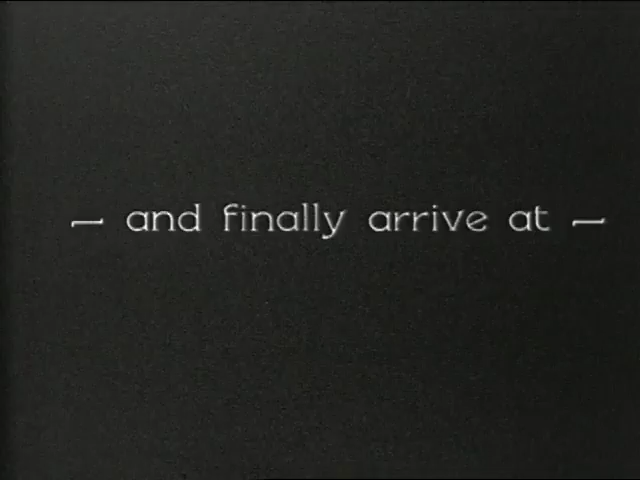 — and finally arrive at —